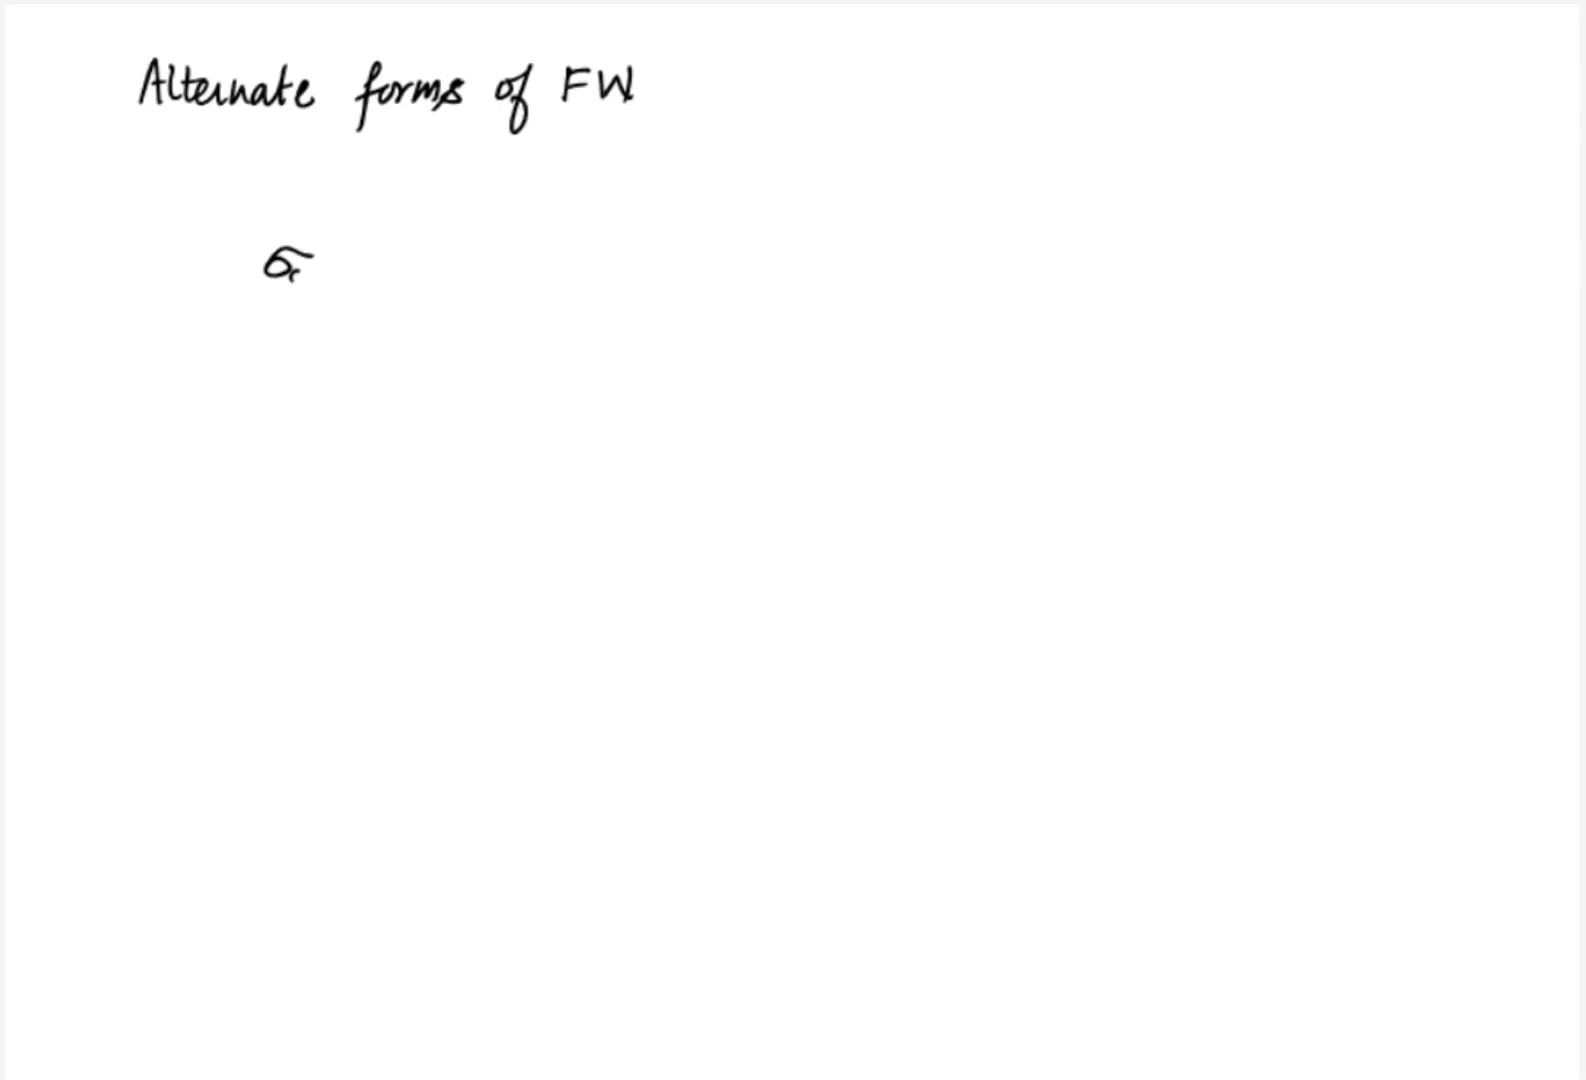 Alternate forms of FW
σ